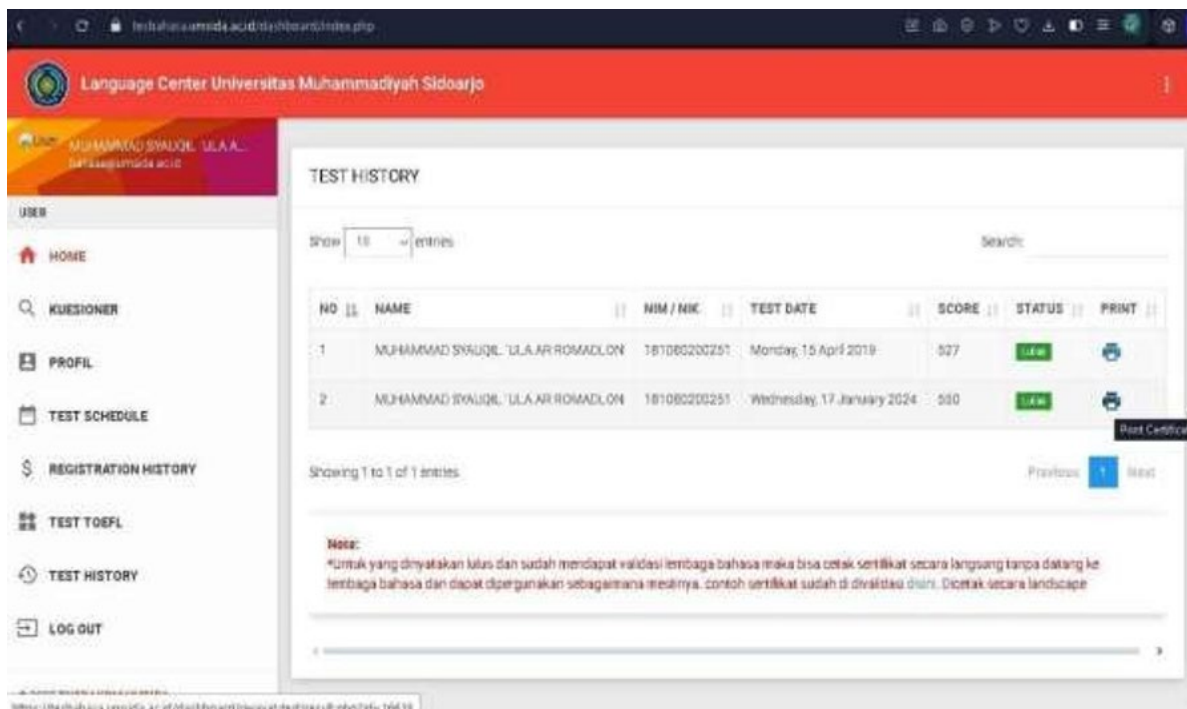 Language Center Universitas Muhammadiyah Sidoarjo
MUHAMMAD SYAUQIL
USER
HOME
KUESIONER
PROFIL
TEST SCHEDULE
REGISTRATION HISTORY
TEST TOEFL
TEST HISTORY
LOG OUT
TEST HISTORY
Show 10 entries
Search:
NO NAME NIM / NIK TEST DATE SCORE STATUS PRINT
1 MUHAMMAD SYAUQIL 'ULA AR ROMADLON 181080200251 Monday, 15 April 2019 527
2 MUHAMMAD SYAUQIL 'ULA AR ROMADLON 181080200251 Wednesday, 17 January 2024
Print
Showing 1 to 1 of 1 entries
Previous 1 Next
Note:
*Untuk yang dinyatakan lulus dan sudah mendapat validasi lembaga bahasa maka bisa cetak sertifikat secara langsung tanpa datang ke
lembaga bahasa dan dapat dipergunakan sebagaimana mestinya. contoh sertifikat sudah di divalidasi disini. Dicetak secara landscape